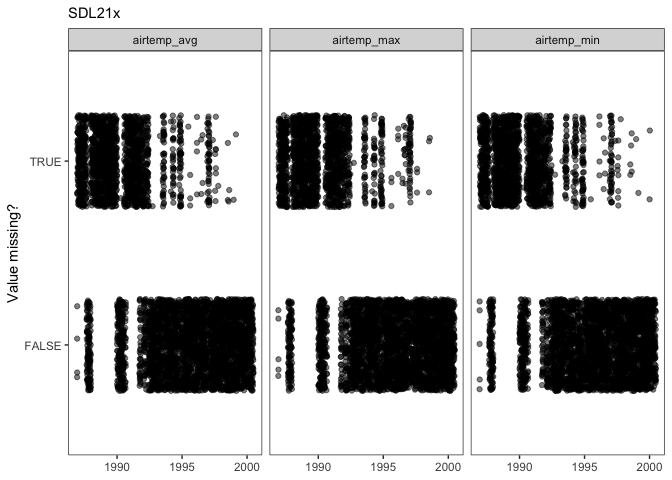 SDL21x
airtemp_avg airtemp_max airtemp_min
Value missing?
TRUE
FALSE
1990 1995 2000 1990 1995 2000 1990 1995 2000